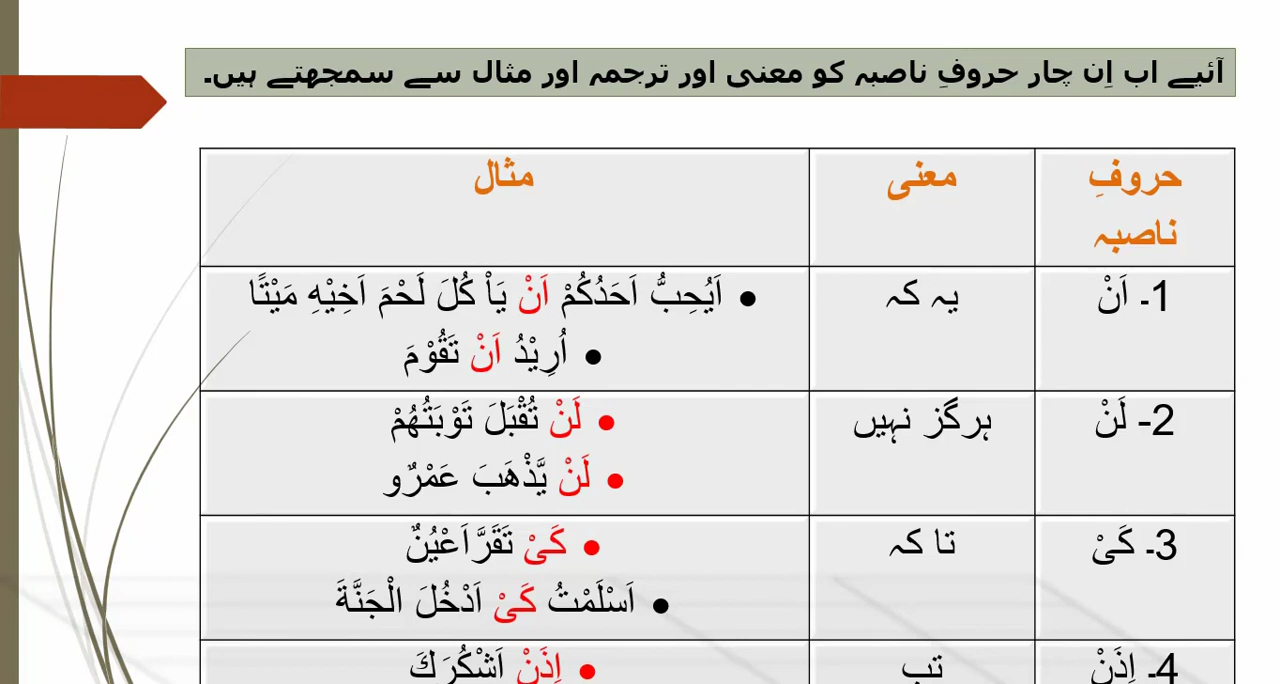 آئیے اب اِن چار حروفِ ناصبہ کو معنی اور ترجمہ اور مثال سے سمجھتے ہیں۔
حروفِ ناصبہ معنی مثال
1۔ اَنْ یہ کہ • اَیُحِبُّ اَحَدُکُمْ اَنْ یَاْ کُلَ لَحْمَ اَخِیْهِ مَیْتًا
• اُرِیْدُ اَنْ تَقُوْمَ
2- لَنْ ہرگز نہیں • لَنْ تُقْبَلَ تَوْبَتُهُمْ
• لَنْ یَّذْهَبَ عَمْرٌو
3۔ کَیْ تا کہ • کَیْ تَقَرَّاَعْیُنٌ
• اَسْلَمْتُ کَیْ اَدْخُلَ الْجَنَّةَ
4۔ اِذَنْ تب • اِذَنْ اَشْکُرَكَ